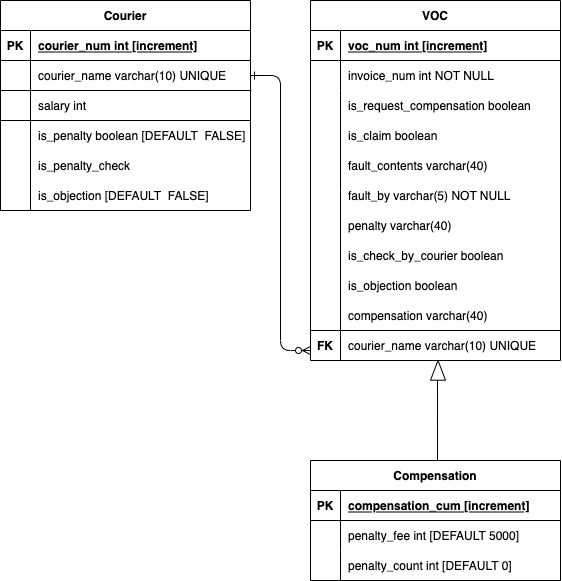 Courier
PK courier_num int [increment]
courier_name varchar(10) UNIQUE
salary int
is_penalty boolean [DEFAULT FALSE]
is_penalty_check
is_objection [DEFAULT FALSE]
VOC
PK voc_num int [increment]
invoice_num int NOT NULL
is_request_compensation boolean
is_claim boolean
fault_contents varchar(40)
fault_by varchar(5) NOT NULL
penalty varchar(40)
is_check_by_courier boolean
is_objection boolean
compensation varchar(40)
FK courier_name varchar(10) UNIQUE
Compensation
PK compensation_cum [increment]
penalty_fee int [DEFAULT 5000]
penalty_count int [DEFAULT 0]